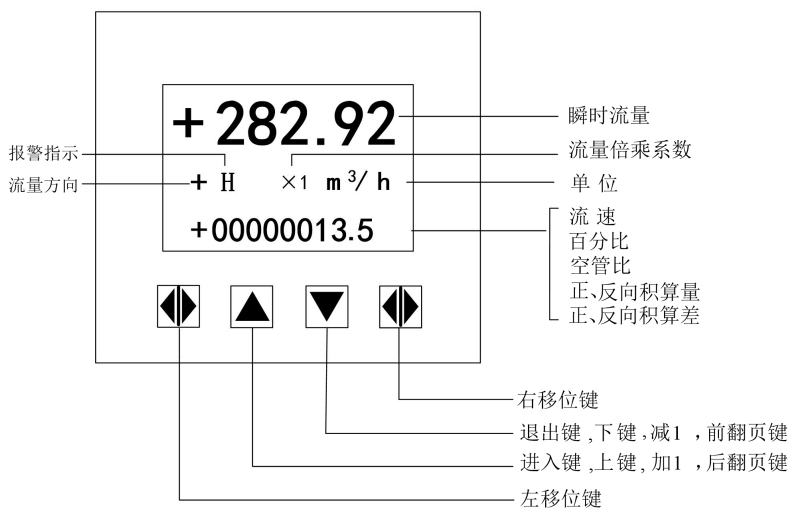 +282.92
瞬时流量
报警指示
流量倍乘系数
流量方向
+ H ×1 m³/h
单 位
+00000013.5
流 速
百分比
空管比
正、反向积算量
正、反向积算差
右移位键
退出键,下键,减1 ,前翻页键
进入键,上键,加1 ,后翻页键
左移位键